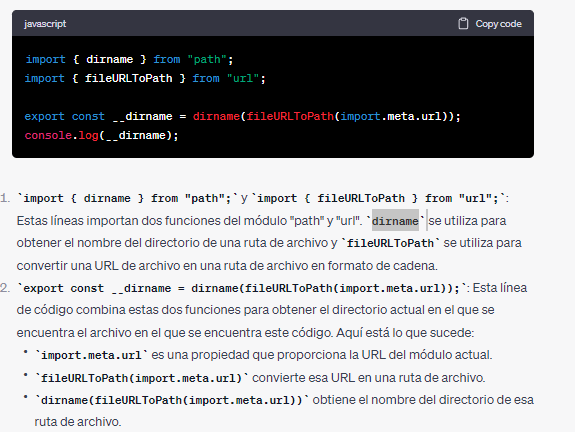 javascript
Copy code
import { dirname } from "path";
import { fileURLToPath } from "url";
export const __dirname = dirname(fileURLToPath(import.meta.url));
console.log(__dirname);
1. `import { dirname } from "path";` y `import { fileURLToPath } from "url";`:
Estas líneas importan dos funciones del módulo "path" y "url". `dirname` se utiliza para
obtener el nombre del directorio de una ruta de archivo y `fileURLToPath` se utiliza para
convertir una URL de archivo en una ruta de archivo en formato de cadena.
2. `export const __dirname = dirname(fileURLToPath(import.meta.url));`: Esta línea
de código combina estas dos funciones para obtener el directorio actual en el que se
encuentra el archivo en el que se encuentra este código. Aquí está lo que sucede:
• `import.meta.url` es una propiedad que proporciona la URL del módulo actual.
• `fileURLToPath(import.meta.url)` convierte esa URL en una ruta de archivo.
• `dirname(fileURLToPath(import.meta.url))` obtiene el nombre del directorio de esa
ruta de archivo.